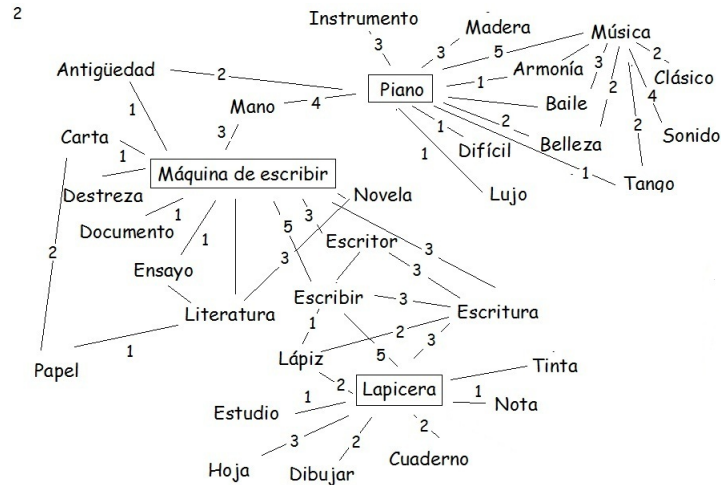 2
Instrumento
Madera
Música
3
3
5
2
Antigüedad
2
Armonía
3
Clásico
1
Piano
1
2
4
Mano
4
Baile
Carta
3
1
2
2
Sonido
1
Difícil
Belleza
Máquina de escribir
1
1
Tango
Destreza
Novela
Lujo
1
5
3
Documento
1
Escritor
3
2
Ensayo
3
3
Escribir
3
Literatura
Escritura
1
2
3
1
Lápiz
5
Papel
2
Lapicera
Tinta
1
1
Estudio
Nota
3
2
2
Hoja
Dibujar
Cuaderno